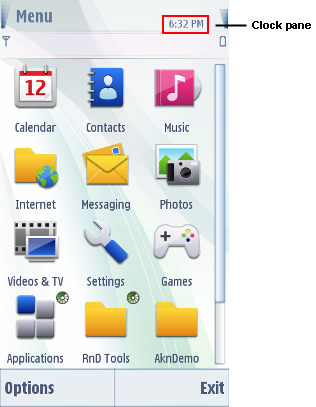 Menu
6:32 PM
Clock pane
12
Calendar
Contacts
Music
Internet
Messaging
Photos
Videos & TV
Settings
Games
Applications
RnD Tools
AknDemo
Options
Exit